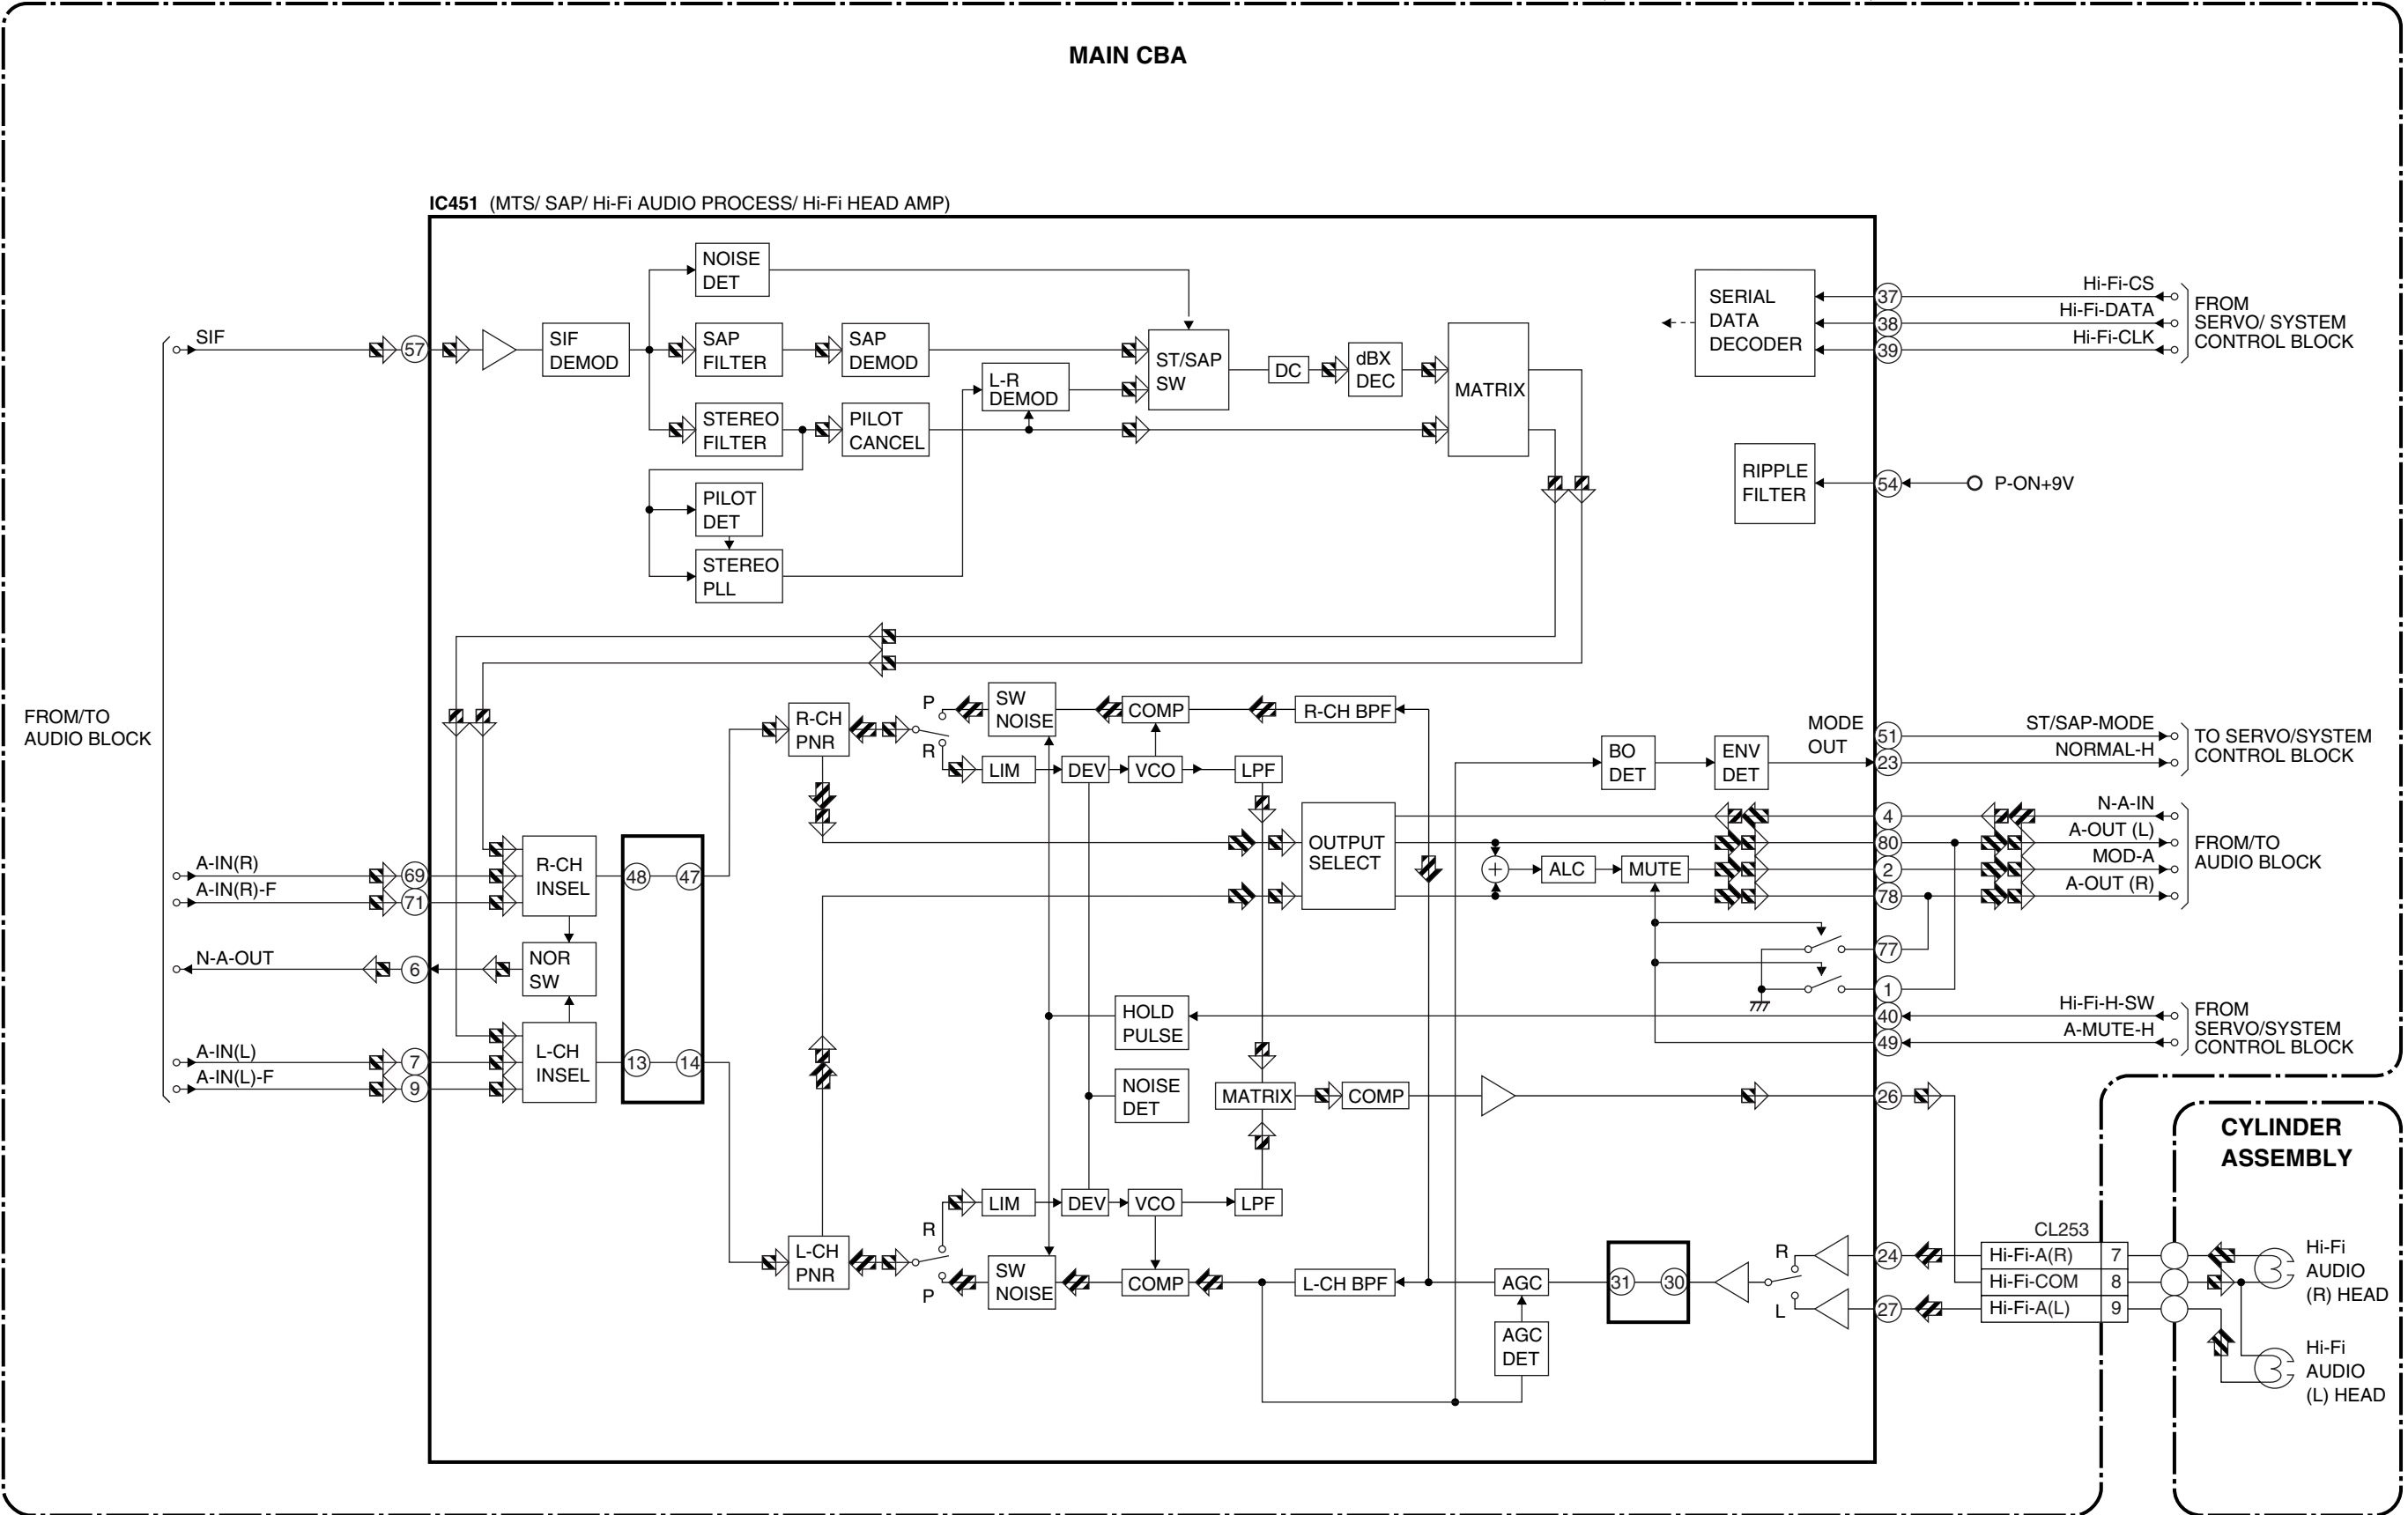 MAIN CBA
IC451 (MTS/ SAP/ Hi-Fi AUDIO PROCESS/ Hi-Fi HEAD AMP)
NOISE
DET
SIF
57
SIF
DEMOD
SAP
FILTER
SAP
DEMOD
ST/SAP
SW
L-R
DEMOD
DC
dBX
DEC
MATRIX
STEREO
FILTER
PILOT
CANCEL
PILOT
DET
STEREO
PLL
SERIAL
DATA
DECODER
37
38
39
Hi-Fi-CS
Hi-Fi-DATA
Hi-Fi-CLK
FROM
SERVO/ SYSTEM
CONTROL BLOCK
RIPPLE
FILTER
54
P-ON+9V
FROM/TO
AUDIO BLOCK
R-CH
PNR
P
R
SW
NOISE
COMP
R-CH BPF
LIM
DEV
VCO
LPF
BO
DET
ENV
DET
MODE
OUT
51
23
ST/SAP-MODE
NORMAL-H
TO SERVO/SYSTEM
CONTROL BLOCK
OUTPUT
SELECT
+
ALC
MUTE
4
80
2
78
N-A-IN
A-OUT (L)
MOD-A
A-OUT (R)
FROM/TO
AUDIO BLOCK
A-IN(R)
69
A-IN(R)-F
71
R-CH
INSEL
48
47
N-A-OUT
6
NOR
SW
77
1
A-IN(L)
7
A-IN(L)-F
9
L-CH
INSEL
13
14
HOLD
PULSE
40
49
Hi-Fi-H-SW
A-MUTE-H
FROM
SERVO/SYSTEM
CONTROL BLOCK
NOISE
DET
MATRIX
COMP
26
CYLINDER
ASSEMBLY
LIM
DEV
VCO
LPF
L-CH
PNR
R
P
SW
NOISE
COMP
L-CH BPF
AGC
AGC
DET
31
30
R
L
24
27
CL253
Hi-Fi-A(R) 7
Hi-Fi-COM 8
Hi-Fi-A(L) 9
Hi-Fi
AUDIO
(R) HEAD
Hi-Fi
AUDIO
(L) HEAD